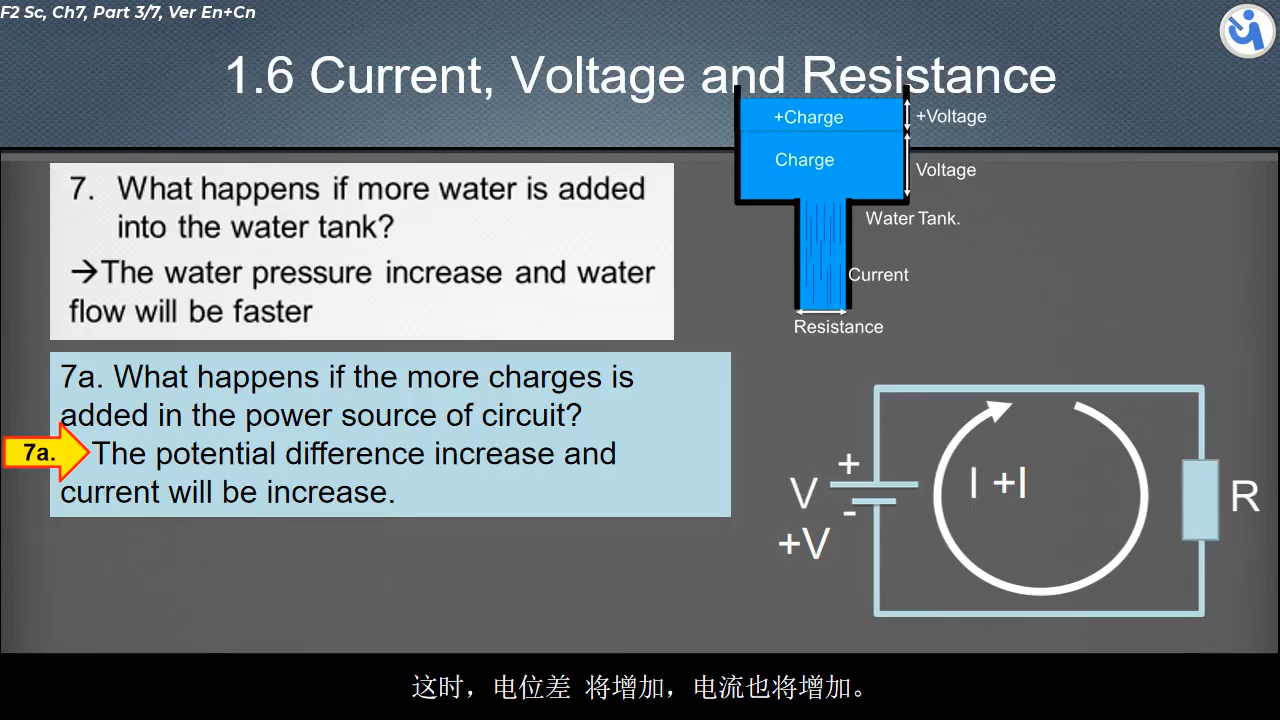 F2 Sc, Ch7, Part 3/7, Ver En+Cn
1.6 Current, Voltage and Resistance
+Charge
+Voltage
Charge
Voltage
Water Tank.
Current
Resistance
7. What happens if more water is added
into the water tank?
→The water pressure increase and water
flow will be faster
7a. What happens if the more charges is
added in the power source of circuit?
7a.
The potential difference increase and
current will be increase.
+
V
-
+V
I +I
R
这时，电位差 将增加，电流也将增加。